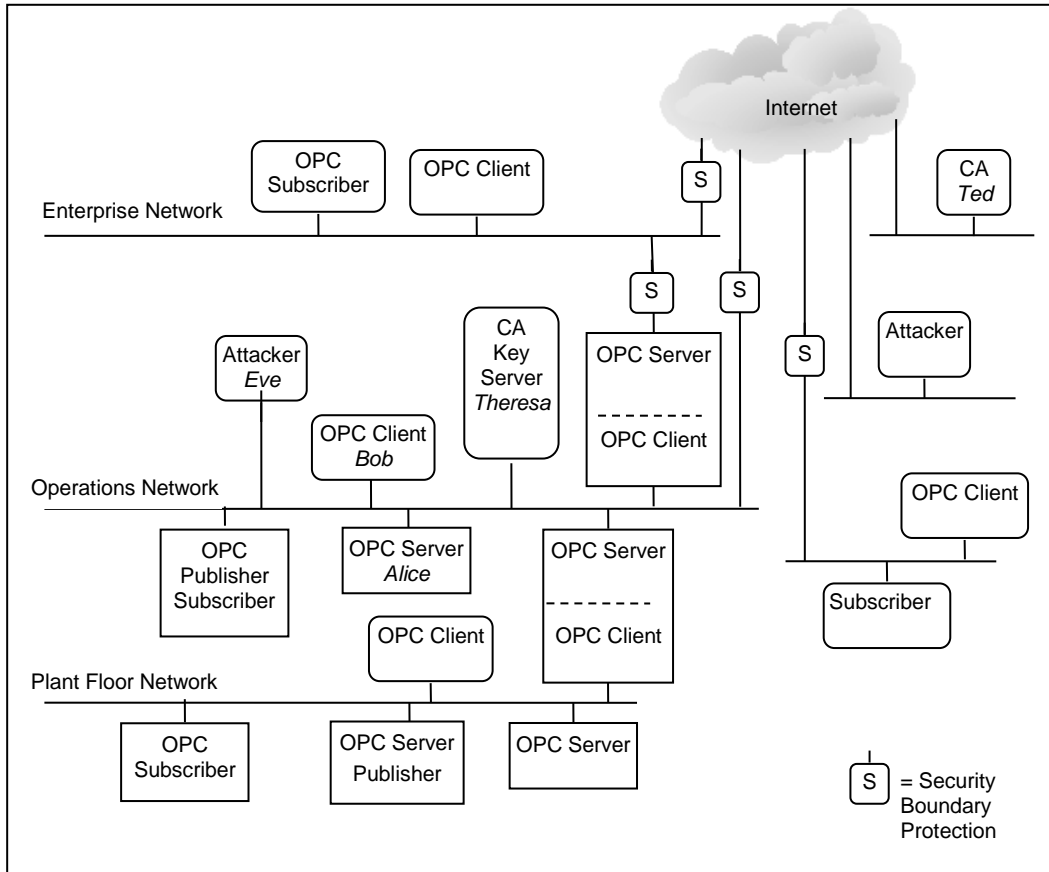 Internet
OPC
Subscriber
OPC Client
S
CA
Ted
Enterprise Network
S
S
Attacker
Eve
CA
Key
Server
Theresa
OPC Server
OPC Client
S
Attacker
OPC Client
Bob
Operations Network
OPC Client
OPC
Publisher
Subscriber
OPC Server
Alice
OPC Server
OPC Client
Subscriber
OPC Client
Plant Floor Network
OPC
Subscriber
OPC Server
Publisher
OPC Server
S
= Security
Boundary
Protection